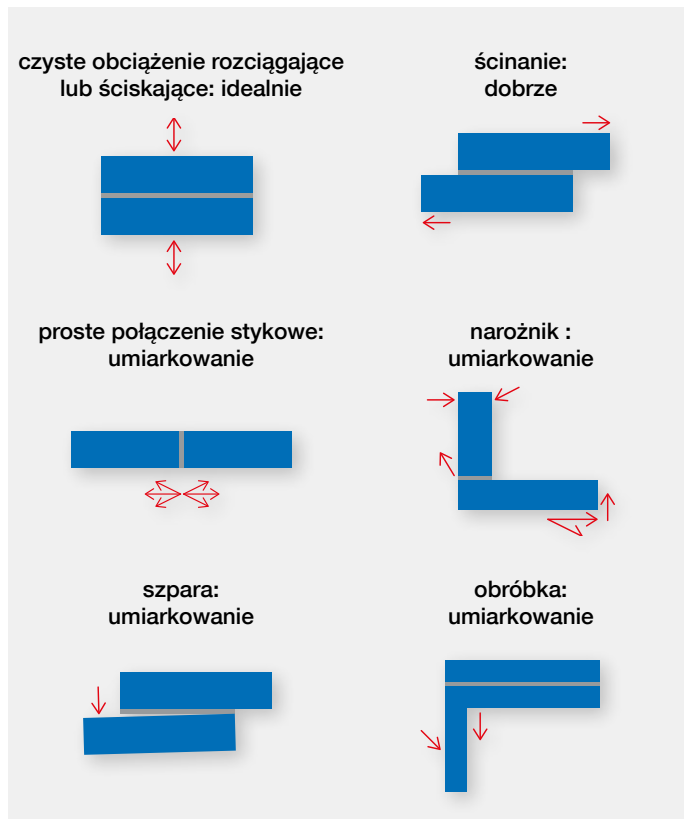 czyste obciążenie rozciągające
lub ściskające: idealnie
ścinanie:
dobrze
proste połączenie stykowe:
umiarkowanie
narożnik :
umiarkowanie
szpara:
umiarkowanie
obróbka:
umiarkowanie